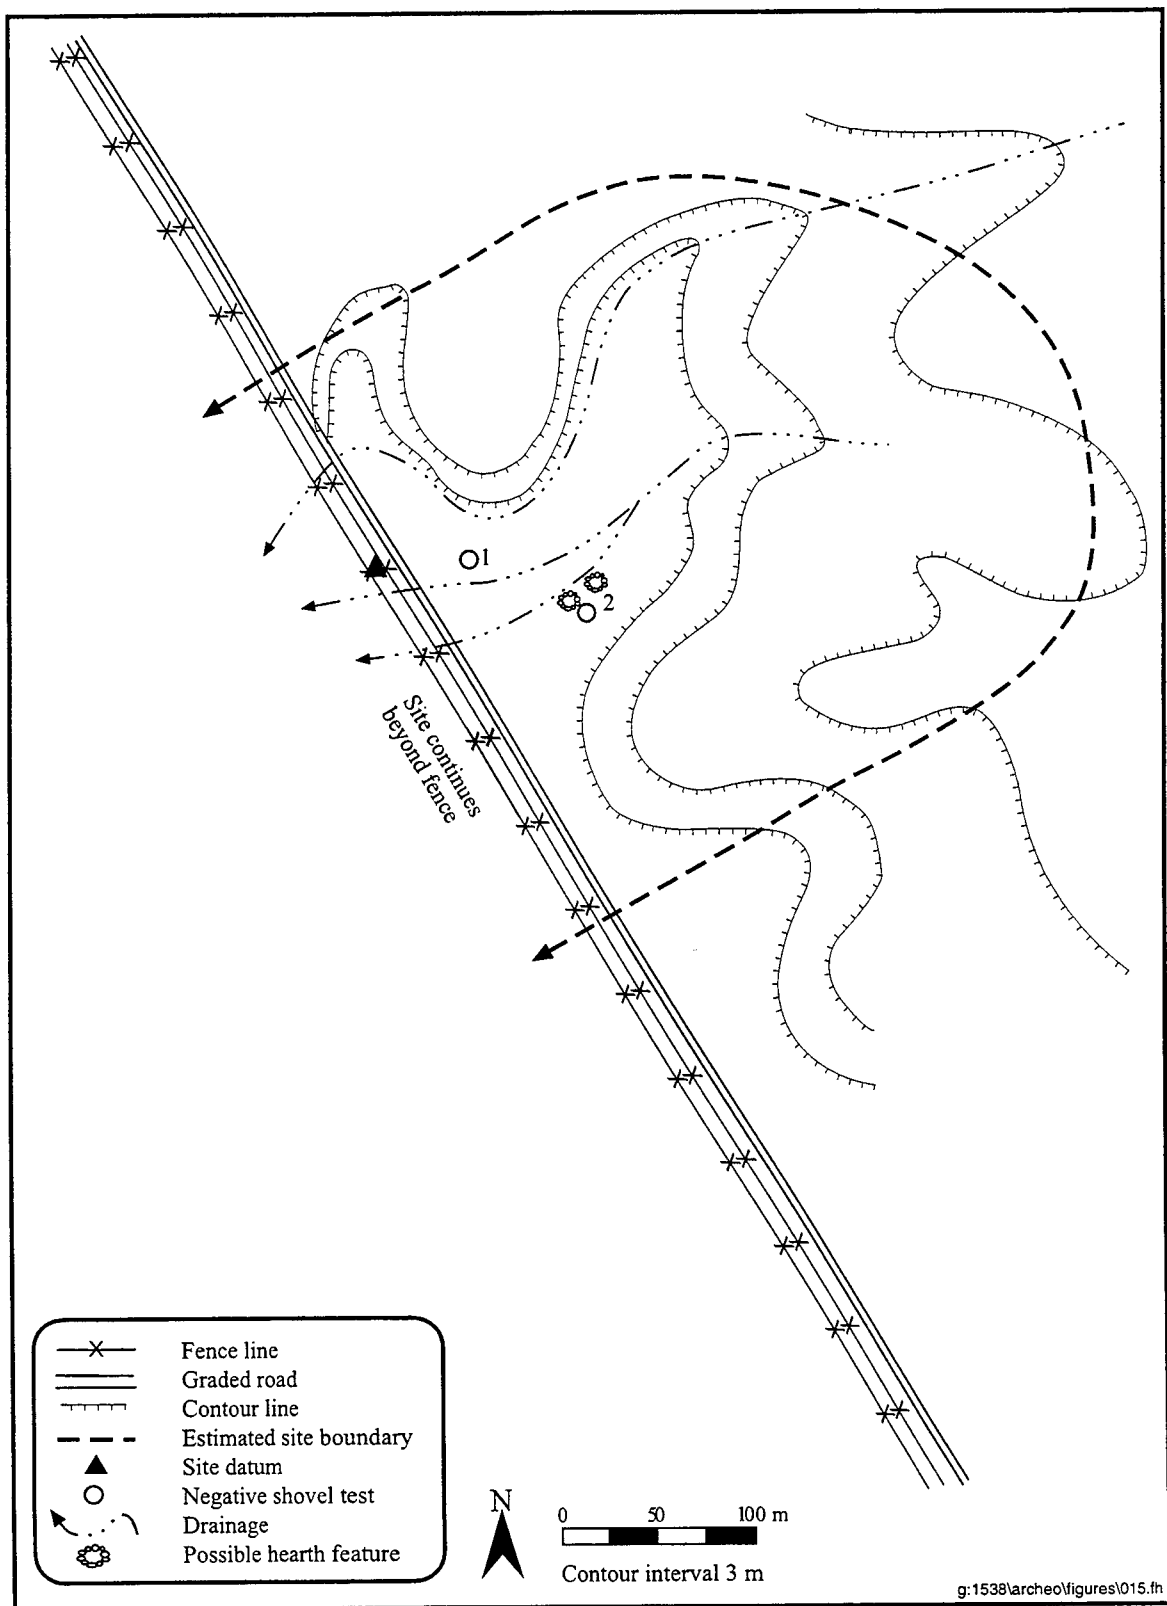 1
2
Site continues
beyond fence
Fence line
Graded road
Contour line
Estimated site boundary
Site datum
Negative shovel test
Drainage
Possible hearth feature
N
0 50 100 m
Contour interval 3 m
g:1538\archeo\figures\015.fh